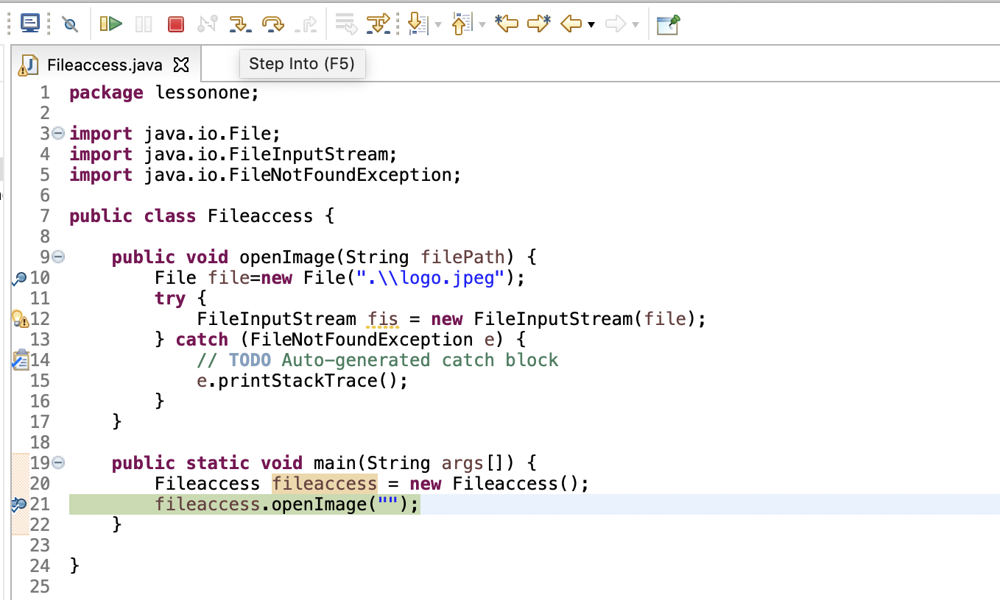 Fileaccess.java
Step Into (F5)
1 package lessonone;
2
3 import java.io.File;
4 import java.io.FileInputStream;
5 import java.io.FileNotFoundException;
6
7 public class Fileaccess {
8
9     public void openImage(String filePath) {
10         File file=new File(".\\logo.jpeg");
11         try {
12             FileInputStream fis = new FileInputStream(file);
13         } catch (FileNotFoundException e) {
14             // TODO Auto-generated catch block
15             e.printStackTrace();
16         }
17     }
18
19     public static void main(String args[]) {
20         Fileaccess fileaccess = new Fileaccess();
21         fileaccess.openImage("");
22     }
23
24 }
25